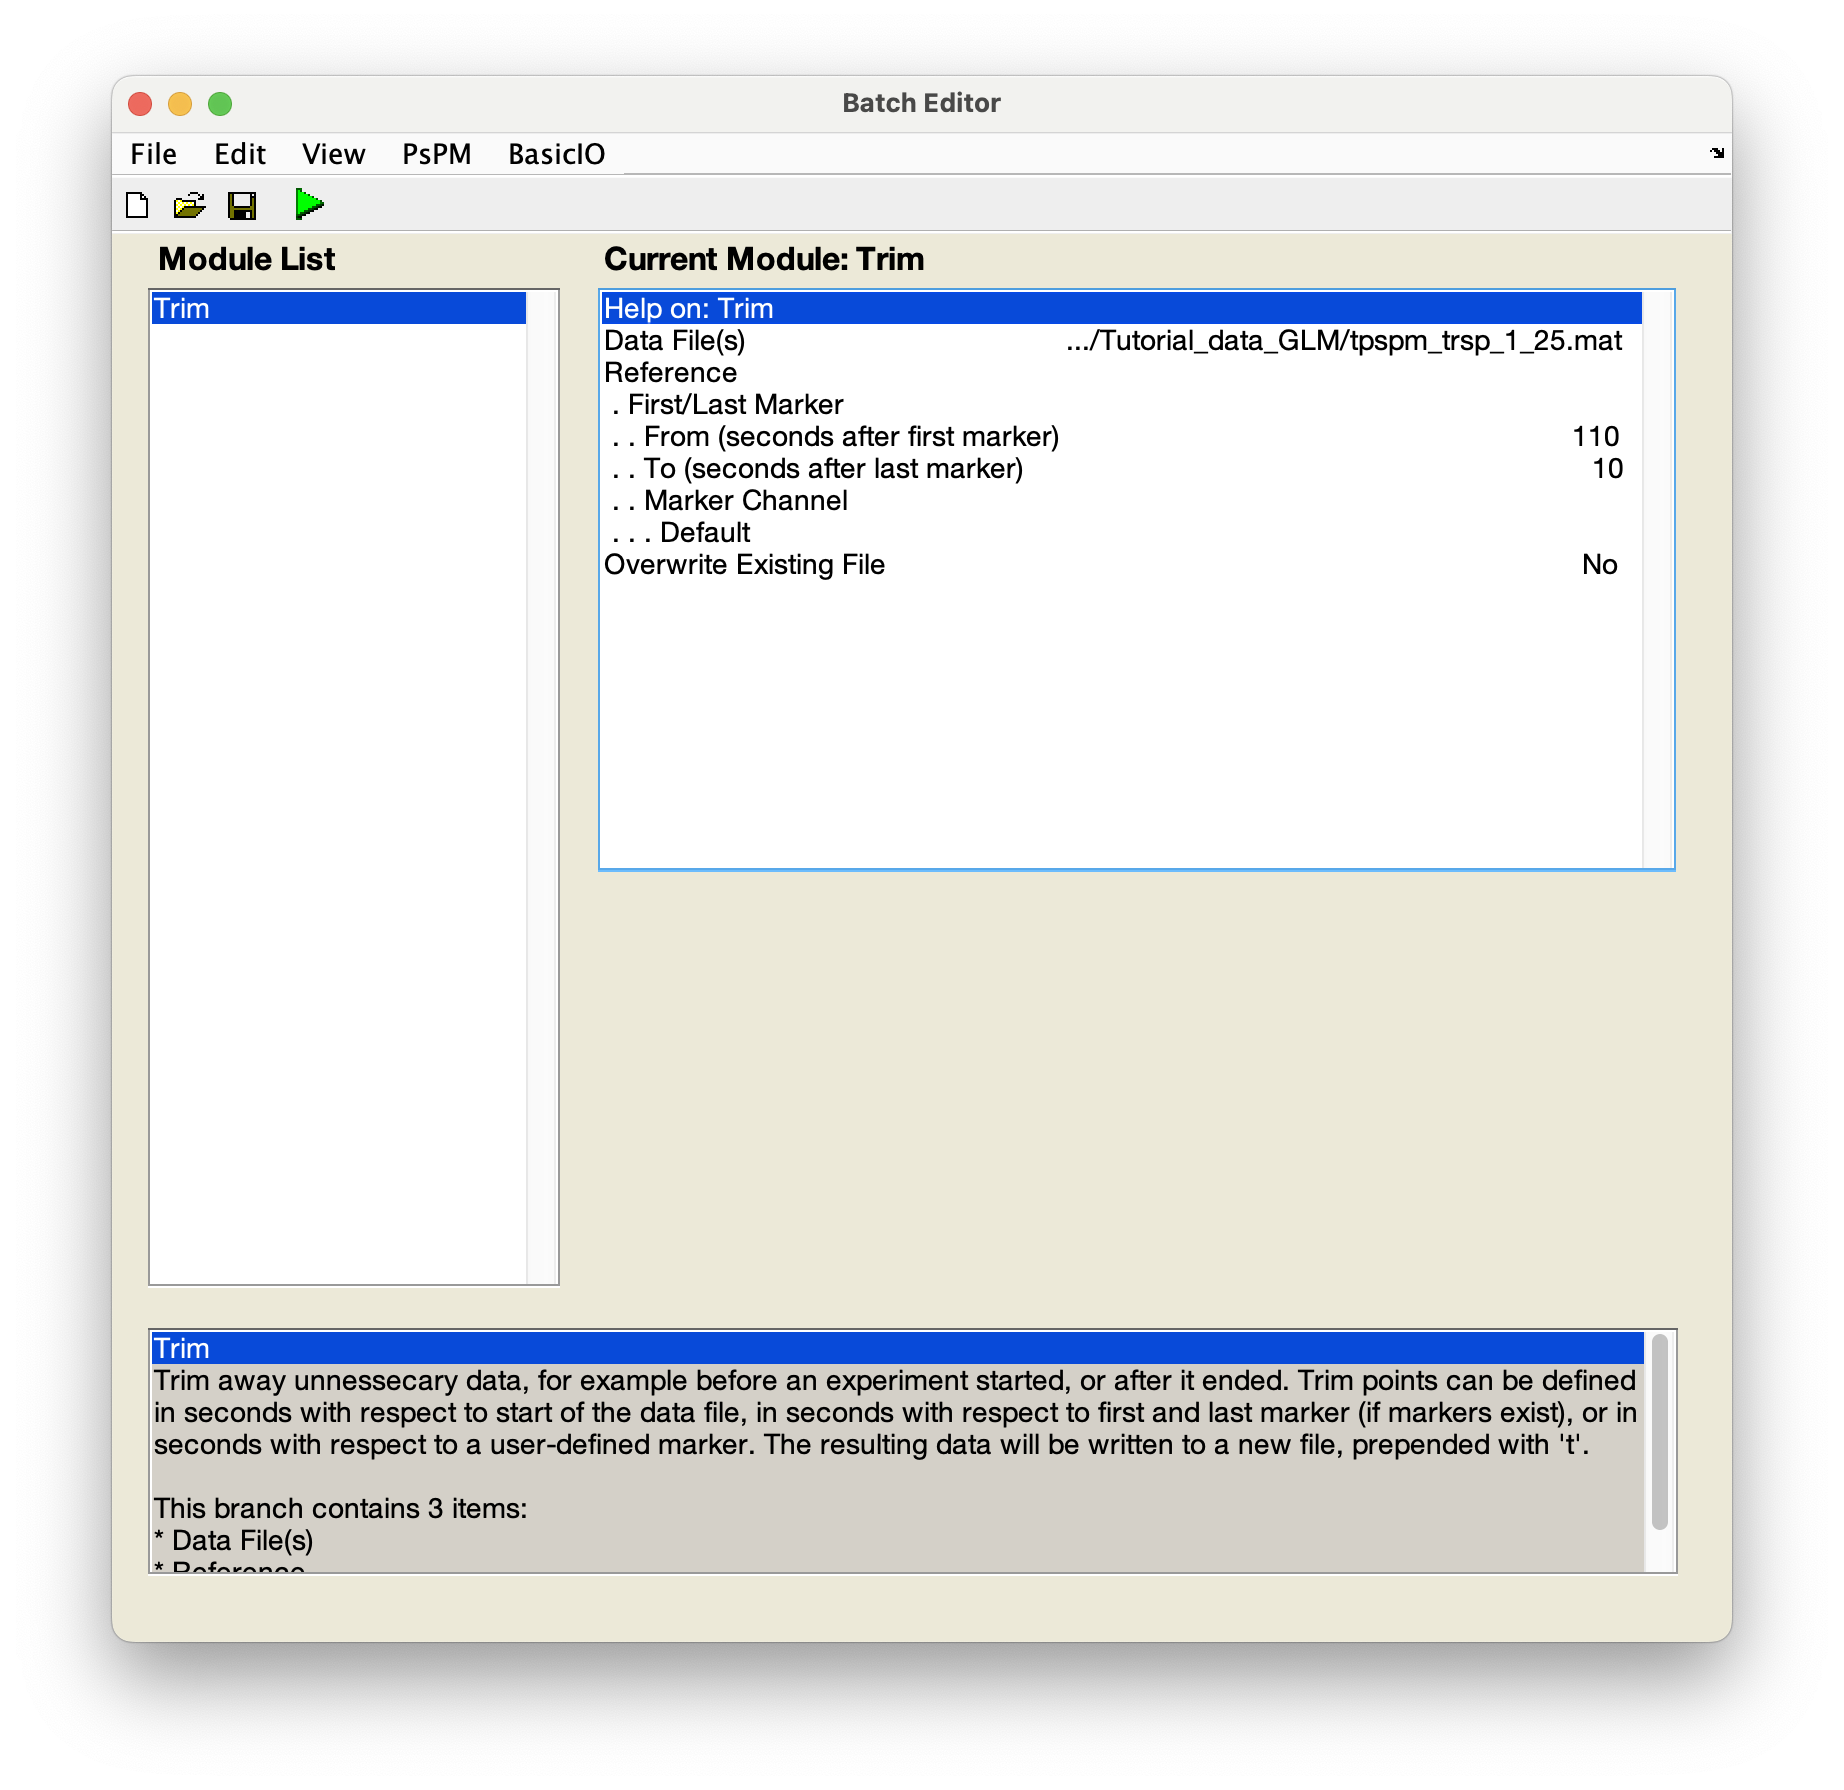 Batch Editor
File Edit View PsPM BasicIO
Module List
Trim
Current Module: Trim
Help on: Trim
Data File(s) .../Tutorial_data_GLM/tpspm_trsp_1_25.mat
Reference
. First/Last Marker
. . From (seconds after first marker) 110
. . To (seconds after last marker) 10
. . Marker Channel
. . . Default
Overwrite Existing File No
Trim
Trim away unnessecary data, for example before an experiment started, or after it ended. Trim points can be defined
in seconds with respect to start of the data file, in seconds with respect to first and last marker (if markers exist), or in
seconds with respect to a user-defined marker. The resulting data will be written to a new file, prepended with 't'.
This branch contains 3 items:
* Data File(s)
* Reference